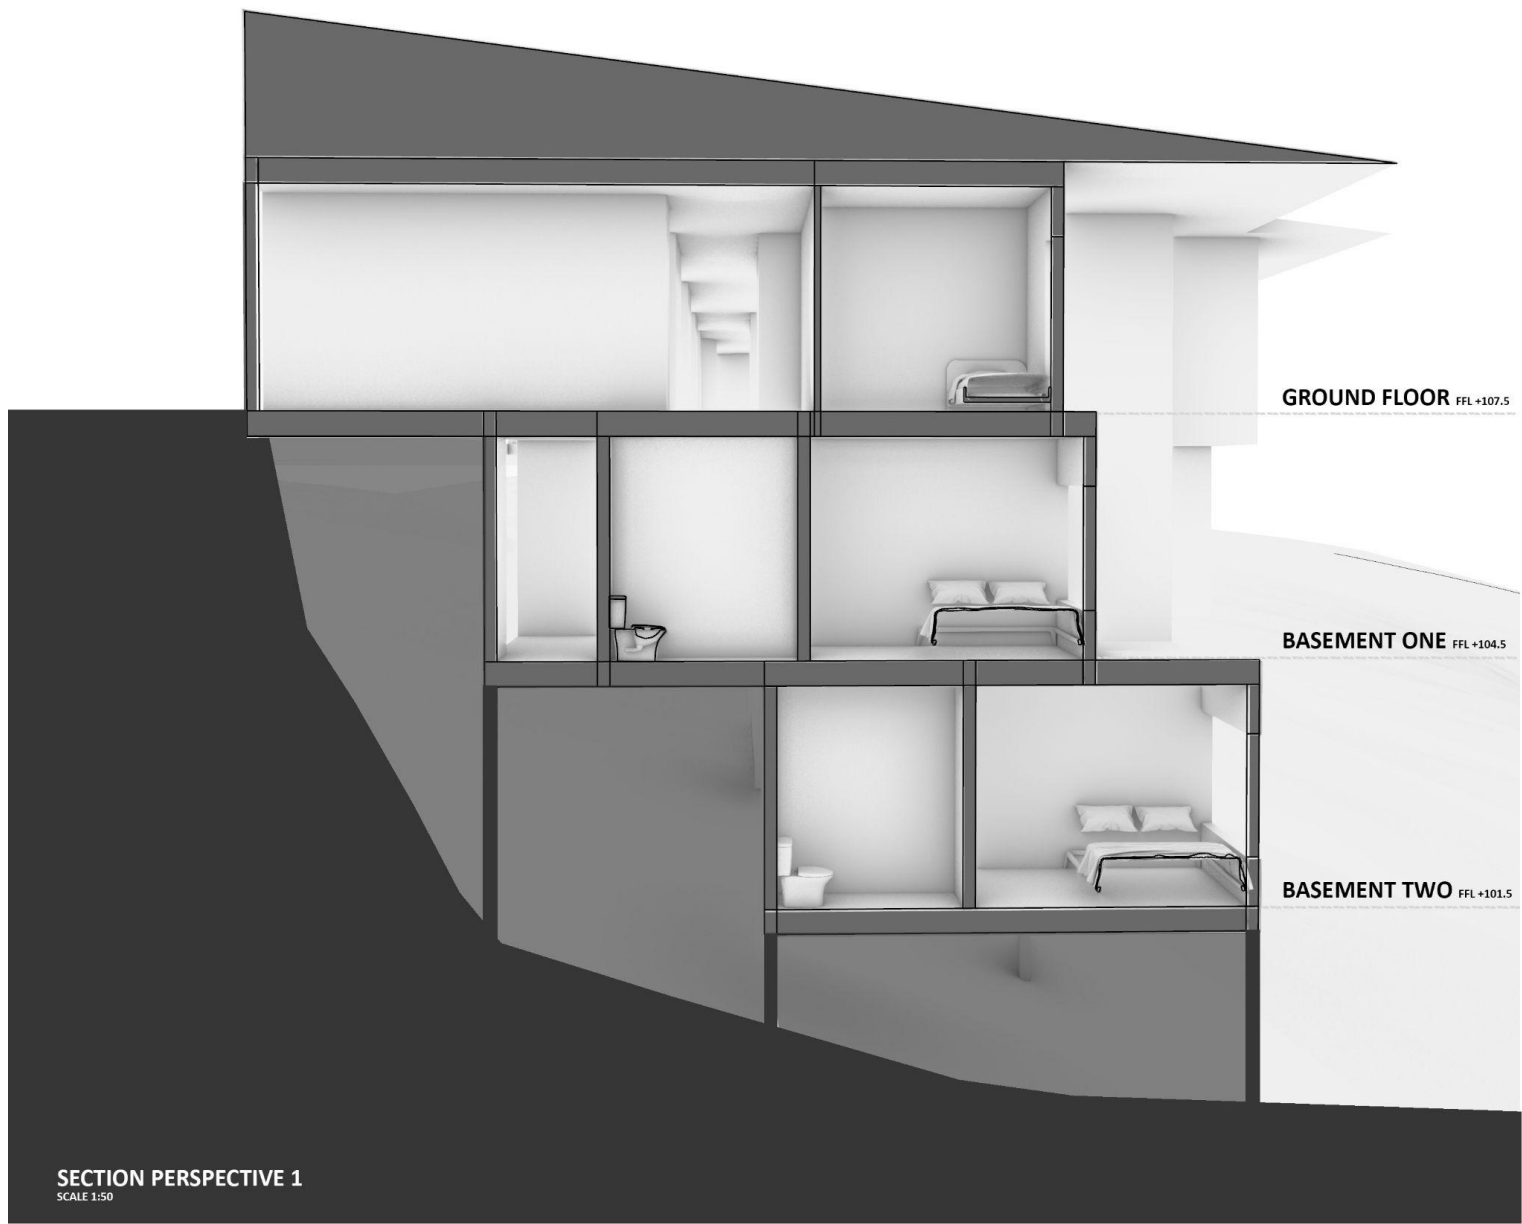 GROUND FLOOR FFL +107.5
BASEMENT ONE FFL +104.5
BASEMENT TWO FFL +101.5
SECTION PERSPECTIVE 1
SCALE 1:50